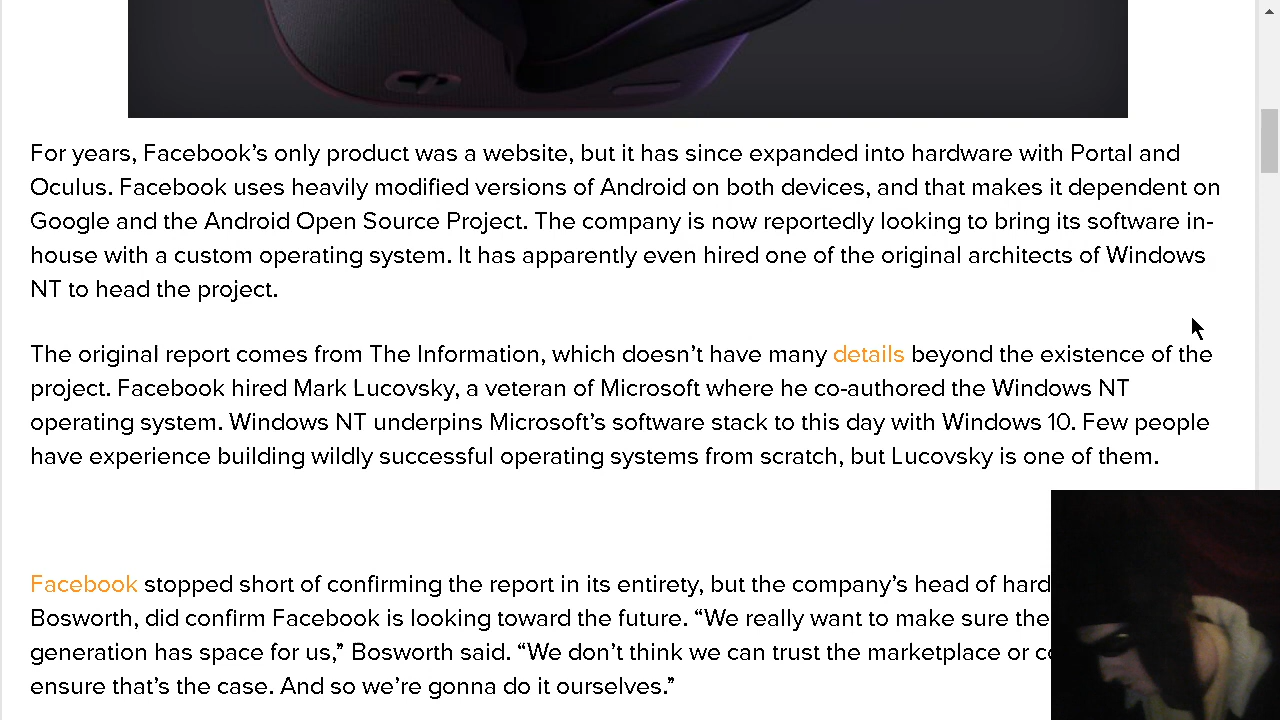 For years, Facebook’s only product was a website, but it has since expanded into hardware with Portal and
Oculus. Facebook uses heavily modified versions of Android on both devices, and that makes it dependent on
Google and the Android Open Source Project. The company is now reportedly looking to bring its software in-
house with a custom operating system. It has apparently even hired one of the original architects of Windows
NT to head the project.
The original report comes from The Information, which doesn’t have many details beyond the existence of the
project. Facebook hired Mark Lucovsky, a veteran of Microsoft where he co-authored the Windows NT
operating system. Windows NT underpins Microsoft’s software stack to this day with Windows 10. Few people
have experience building wildly successful operating systems from scratch, but Lucovsky is one of them.
Facebook stopped short of confirming the report in its entirety, but the company’s head of hard
Bosworth, did confirm Facebook is looking toward the future. “We really want to make sure the
generation has space for us,” Bosworth said. “We don’t think we can trust the marketplace or
ensure that’s the case. And so we’re gonna do it ourselves.”